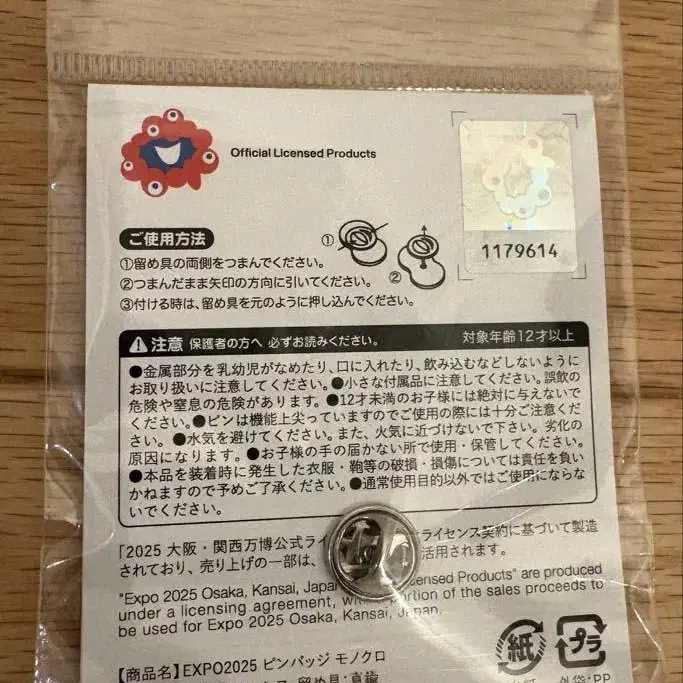 Official Licensed Products
1179614
ご使用方法
①留め具の両側をつまんでください。
②つまんだまま矢印の方向に引いてください。
③付ける時は、留め具を元のように押し込んでください。
①
②
注意 保護者の方へ 必ずお読みください。 対象年齢12才以上
●金属部分を乳幼児がなめたり、口に入れたり、飲み込むなどしないように
お取り扱いに注意してください。●小さな付属品に注意してください。誤飲の
危険や窒息の危険があります。●12才未満のお子様には絶対に与えないで
ください。●ピンは機能上尖っていますのでご使用の際には十分ご注意くださ
い。●水気を避けてください。また、火気に近づけないで下さい。劣化の
原因になります。●お子様の手の届かない所で使用・保管してください。
●本品を装着時に発生した衣服・鞄等の破損・損傷については責任を負い
かねますので予めご了承ください。●通常使用目的以外ではご使用にならな
いでください。
「2025 大阪・関西万博公式ライ ライセンス契約に基づいて製造
されており、売り上げの一部は、 活用されます。
"Expo 2025 Osaka, Kansai, Japan Licensed Products" are produced
under a licensing agreement, with portion of the sales proceeds to
be used for Expo 2025 Osaka, Kansai, Japan.
【商品名】EXPO2025 ピンバッジ モノクロ
紙
プラ
留め具:真鍮
外袋:PP